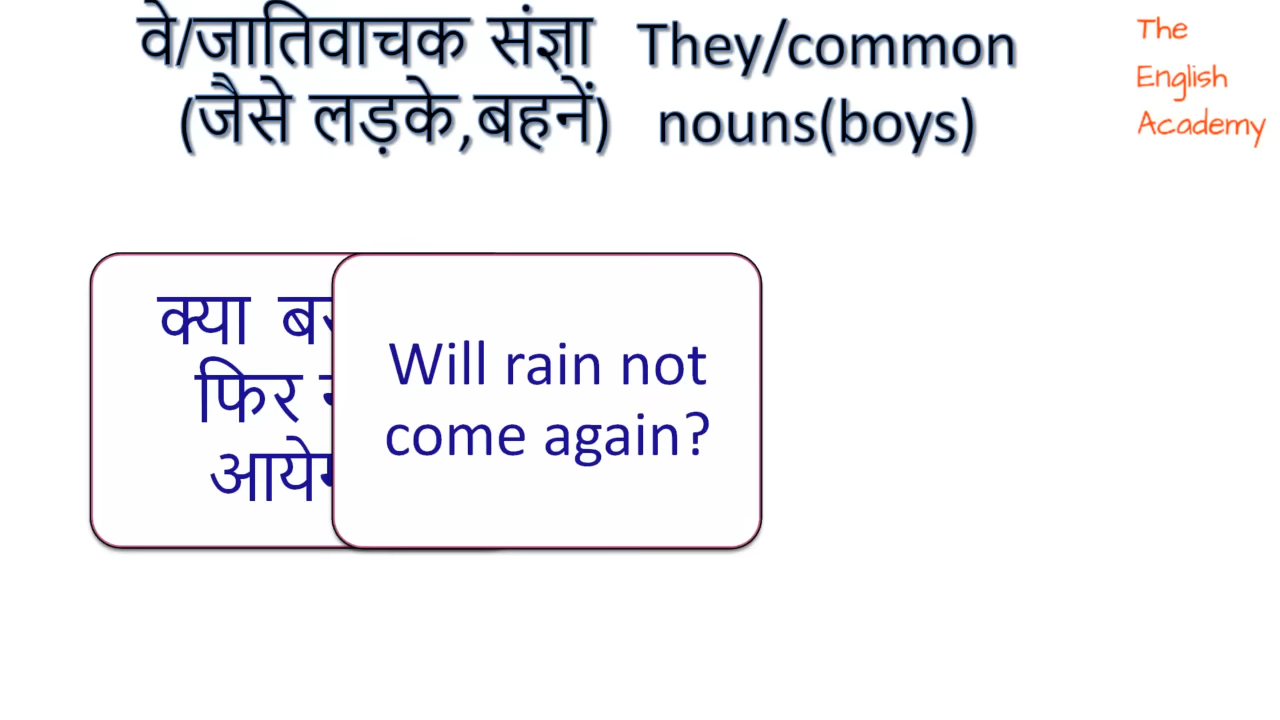 वे/जातिवाचक संज्ञा They/common
(जैसे लड़के,बहनें) nouns(boys)
The
English
Academy
क्या
फिर
Will rain not
come again?